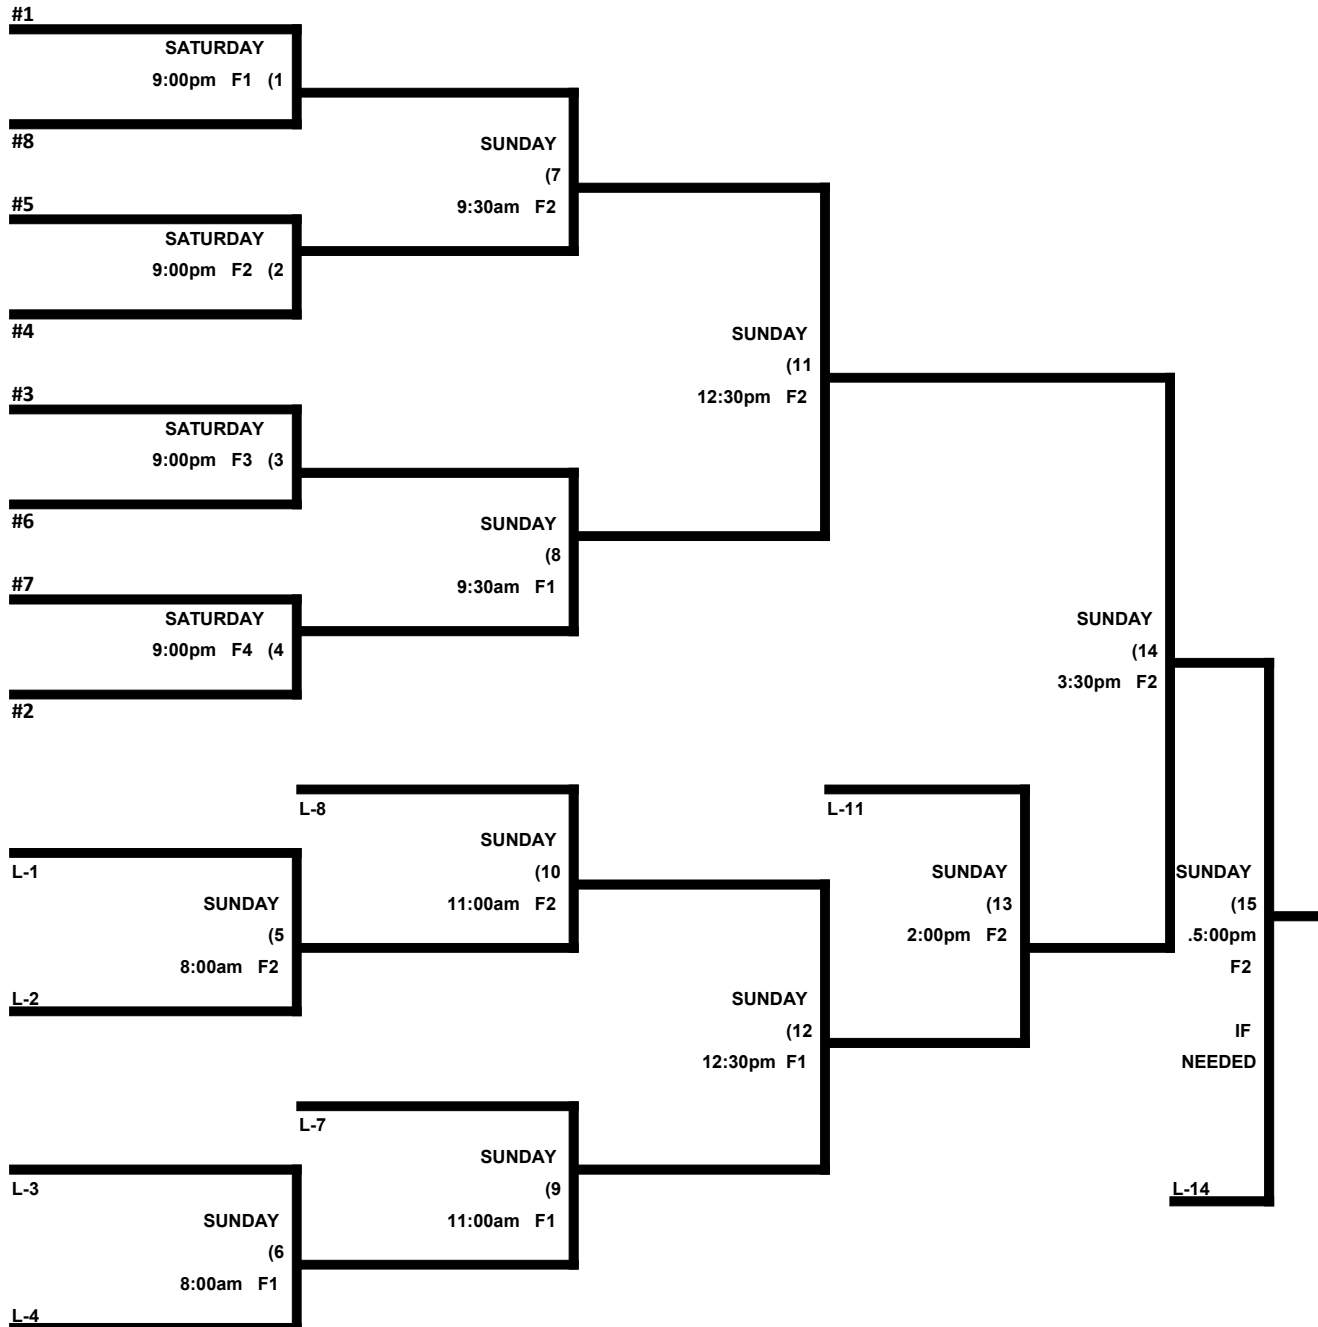 #1
SATURDAY
9:00pm F1 (1
#8
SUNDAY
(7
9:30am F2
#5
SATURDAY
9:00pm F2 (2
#4
SUNDAY
(11
12:30pm F2
#3
SATURDAY
9:00pm F3 (3
#6
SUNDAY
(8
9:30am F1
#7
SATURDAY
9:00pm F4 (4
#2
SUNDAY
(14
3:30pm F2
L-8
SUNDAY
(10
11:00am F2
L-1
SUNDAY
(5
8:00am F2
L-2
L-11
SUNDAY
(13
2:00pm F2
SUNDAY
(15
.5:00pm
F2
IF
NEEDED
SUNDAY
(12
12:30pm F1
L-7
SUNDAY
(9
11:00am F1
L-3
SUNDAY
(6
8:00am F1
L-4
L-14